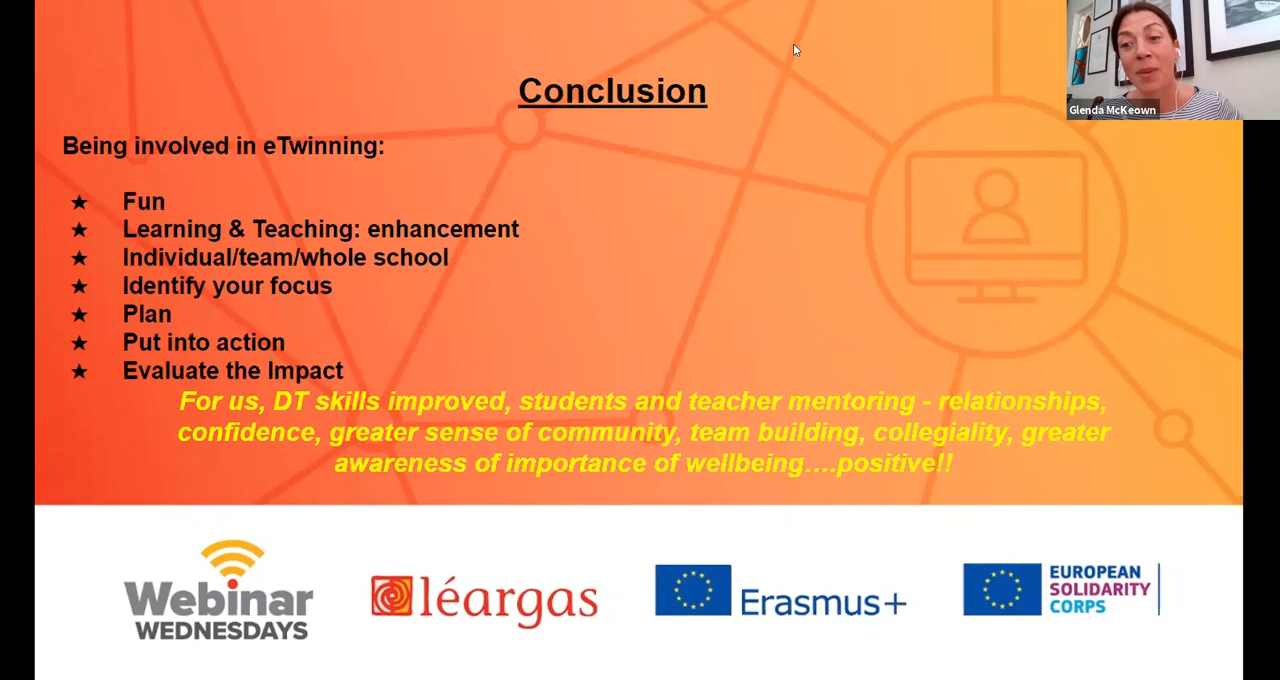 Conclusion
Glenda McKeown
Being involved in eTwinning:
★ Fun
★ Learning & Teaching: enhancement
★ Individual/team/whole school
★ Identify your focus
★ Plan
★ Put into action
★ Evaluate the Impact
For us, DT skills improved, students and teacher mentoring - relationships,
confidence, greater sense of community, team building, collegiality, greater
awareness of importance of wellbeing....positive!!
Webinar
WEDNESDAYS
léargas
Erasmus+
EUROPEAN
SOLIDARITY
CORPS